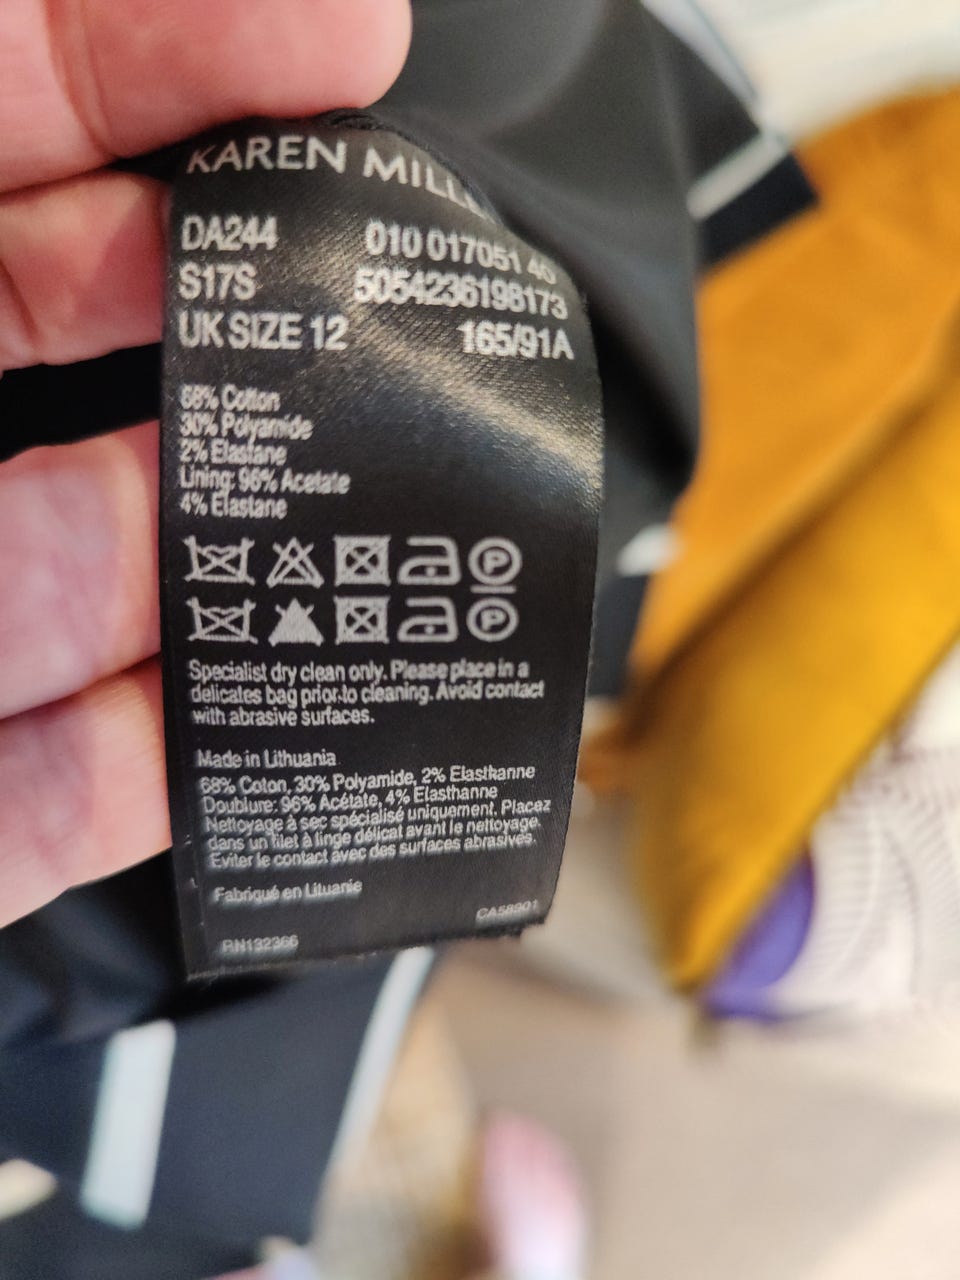 KAREN MILL
DA244 010 017051 40
S17S 5054236198173
UK SIZE 12 165/91A
68% Cotton
30% Polyamide
2% Elastane
Lining: 96% Acetate
4% Elastane
P
P
Specialist dry clean only. Please place in a
delicates bag prior to cleaning. Avoid contact
with abrasive surfaces.
Made in Lithuania
68% Coton, 30% Polyamide, 2% Elasthanne
Doublure: 96% Acétate, 4% Elasthanne
Nettoyage à sec spécialisé uniquement. Placez
dans un filet à linge délicat avant le nettoyage.
Eviter le contact avec des surfaces abrasives.
Fabriqué en Lituanie
CA58901
RN132366